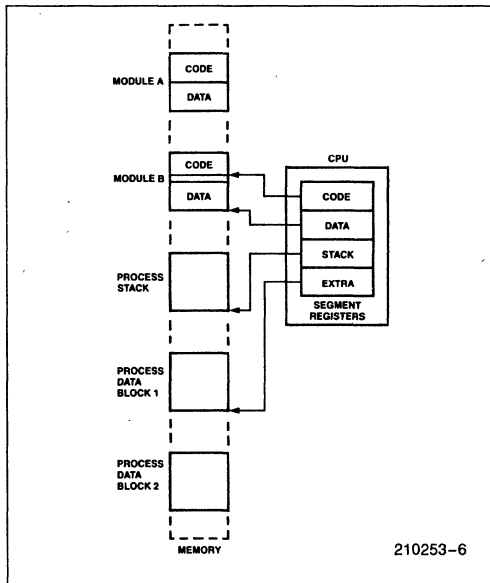 MODULE A
CODE
DATA
MODULE B
CODE
DATA
CPU
CODE
DATA
STACK
EXTRA
SEGMENT
REGISTERS
PROCESS
STACK
PROCESS
DATA
BLOCK 1
PROCESS
DATA
BLOCK 2
MEMORY
210253-6